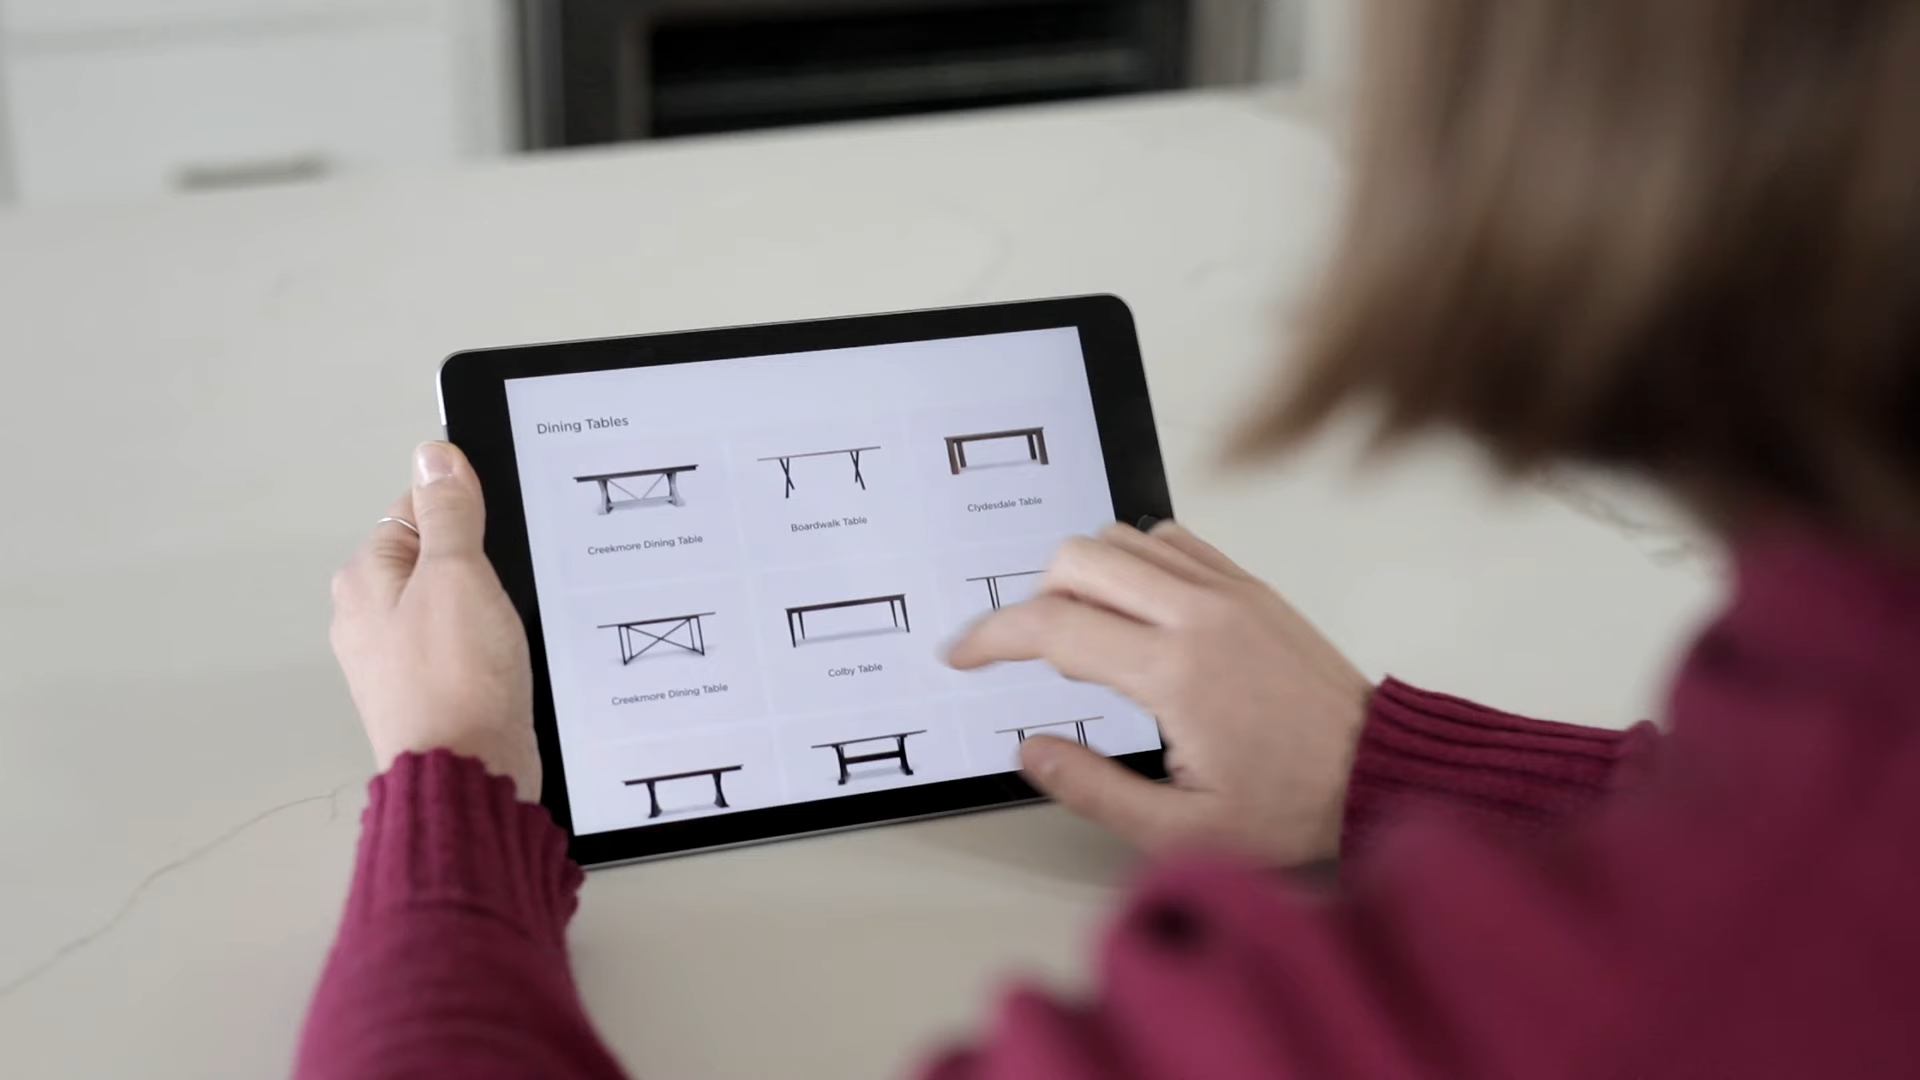 Dining Tables
Creekmore Dining Table
Boardwalk Table
Clydesdale Table
Creekmore Dining Table
Colby Table